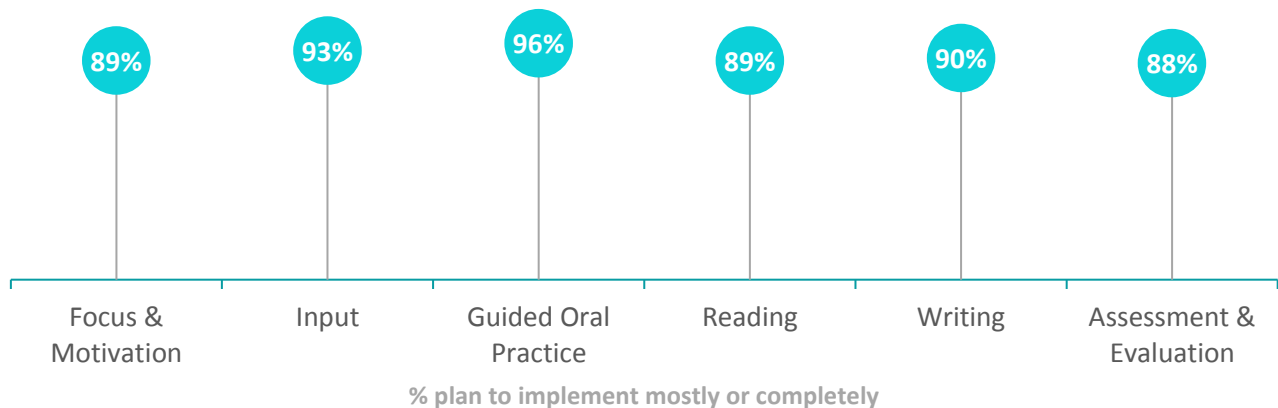 89%
93%
96%
89%
90%
88%
Focus &
Motivation
Input
Guided Oral
Practice
Reading
Writing
Assessment &
Evaluation
% plan to implement mostly or completely